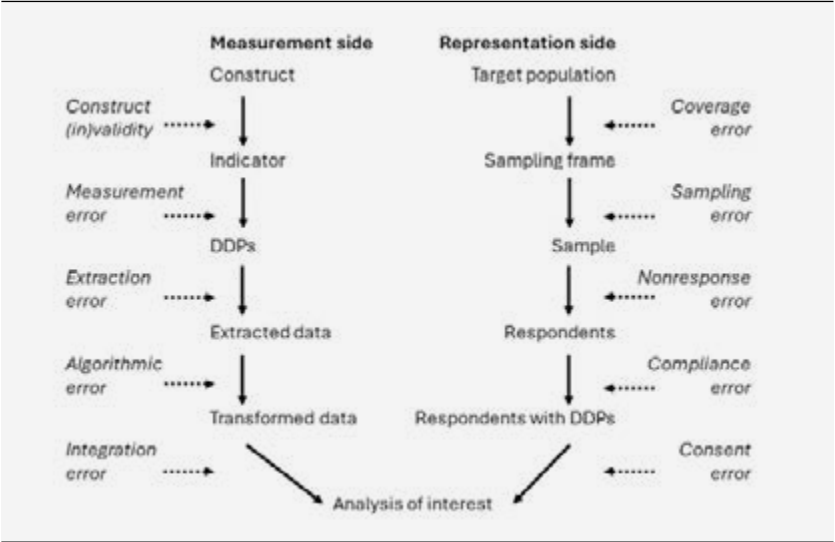 Measurement side
Representation side
Construct
Target population
Construct
(in)validity
Coverage
error
Indicator
Sampling frame
Measurement
error
Sampling
error
DDPs
Sample
Extraction
error
Nonresponse
error
Extracted data
Respondents
Algorithmic
error
Compliance
error
Transformed data
Respondents with DDPs
Integration
error
Consent
error
Analysis of interest